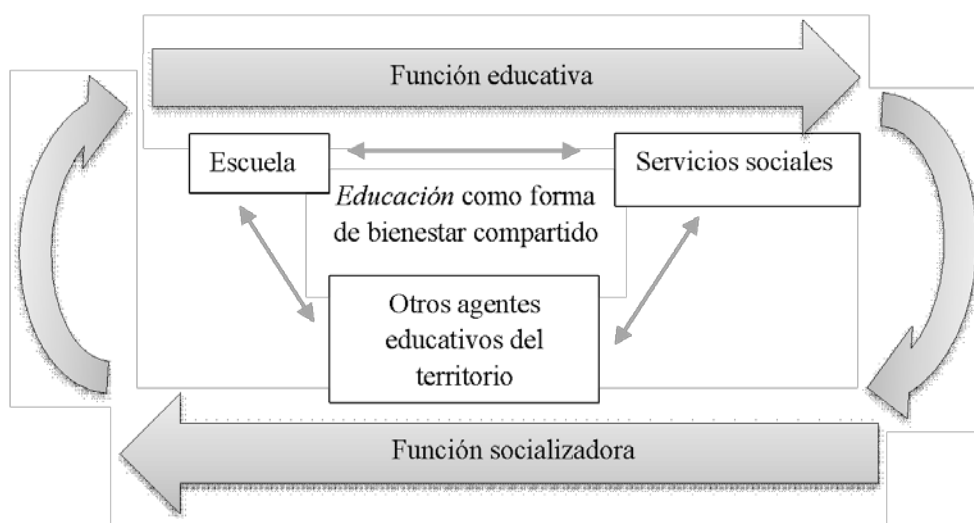 Función educativa
Escuela
Servicios sociales
Educación como forma
de bienestar compartido
Otros agentes
educativos del
territorio
Función socializadora